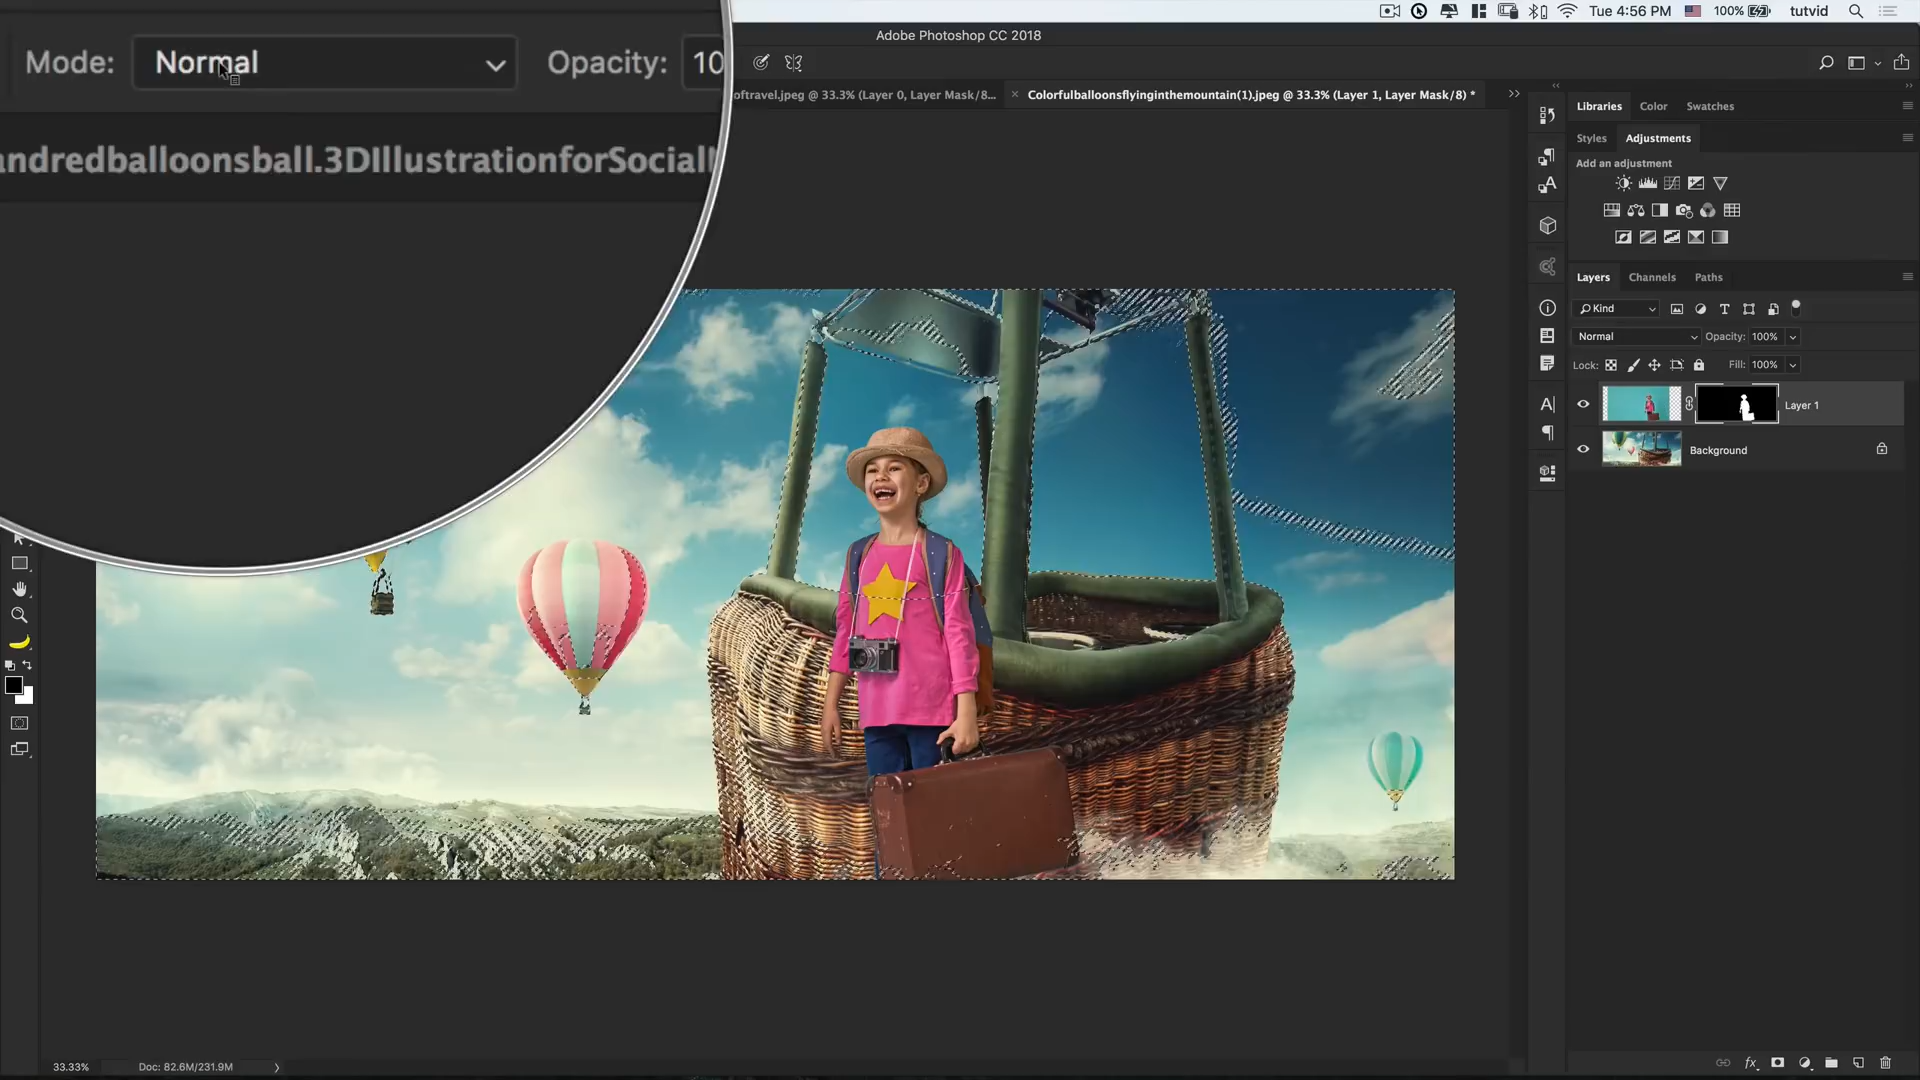 Tue 4:56 PM 100% tutvid
Adobe Photoshop CC 2018
Mode: Normal Opacity: 10
oftravel.jpeg @ 33.3% (Layer 0, Layer Mask/8... × Colorfulballoonsflyinginthemountain(1).jpeg @ 33.3% (Layer 1, Layer Mask/8) *
andredballoonsball.3DIllustrationforSocial
Libraries Color Swatches
Styles Adjustments
Add an adjustment
Layers Channels Paths
Kind
Normal Opacity: 100%
Lock: Fill: 100%
Layer 1
Background
33.33% Doc: 82.6M/231.9M